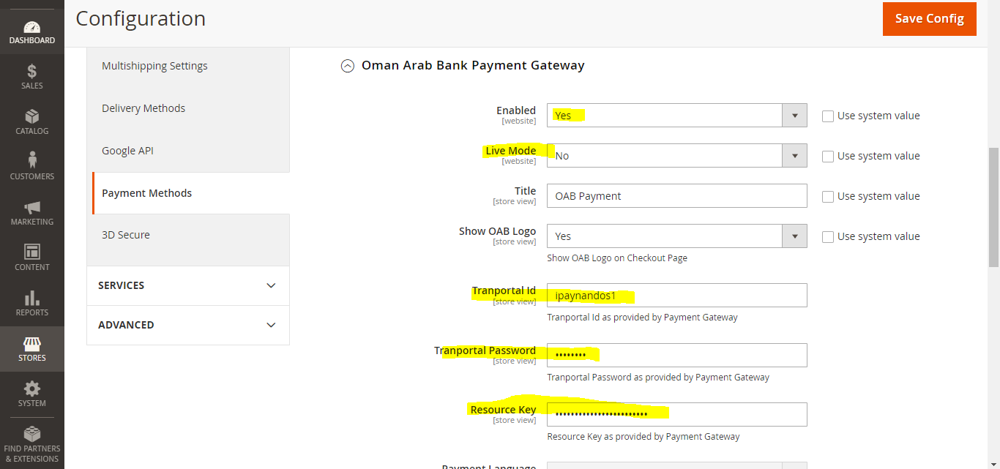 Configuration
Save Config
DASHBOARD
SALES
CATALOG
CUSTOMERS
MARKETING
CONTENT
REPORTS
STORES
SYSTEM
FIND PARTNERS
& EXTENSIONS
Multishipping Settings
Delivery Methods
Google API
Payment Methods
3D Secure
SERVICES
ADVANCED
Oman Arab Bank Payment Gateway
Enabled
[website]
Yes
Use system value
Live Mode
[website]
No
Use system value
Title
[store view]
OAB Payment
Use system value
Show OAB Logo
[store view]
Yes
Use system value
Show OAB Logo on Checkout Page
Tranportal Id
[store view]
ipaynandos1
Tranportal Id as provided by Payment Gateway
Tranportal Password
[store view]
••••••••
Tranportal Password as provided by Payment Gateway
Resource Key
[store view]
••••••••••••••••••••••••
Resource Key as provided by Payment Gateway
Payment Language